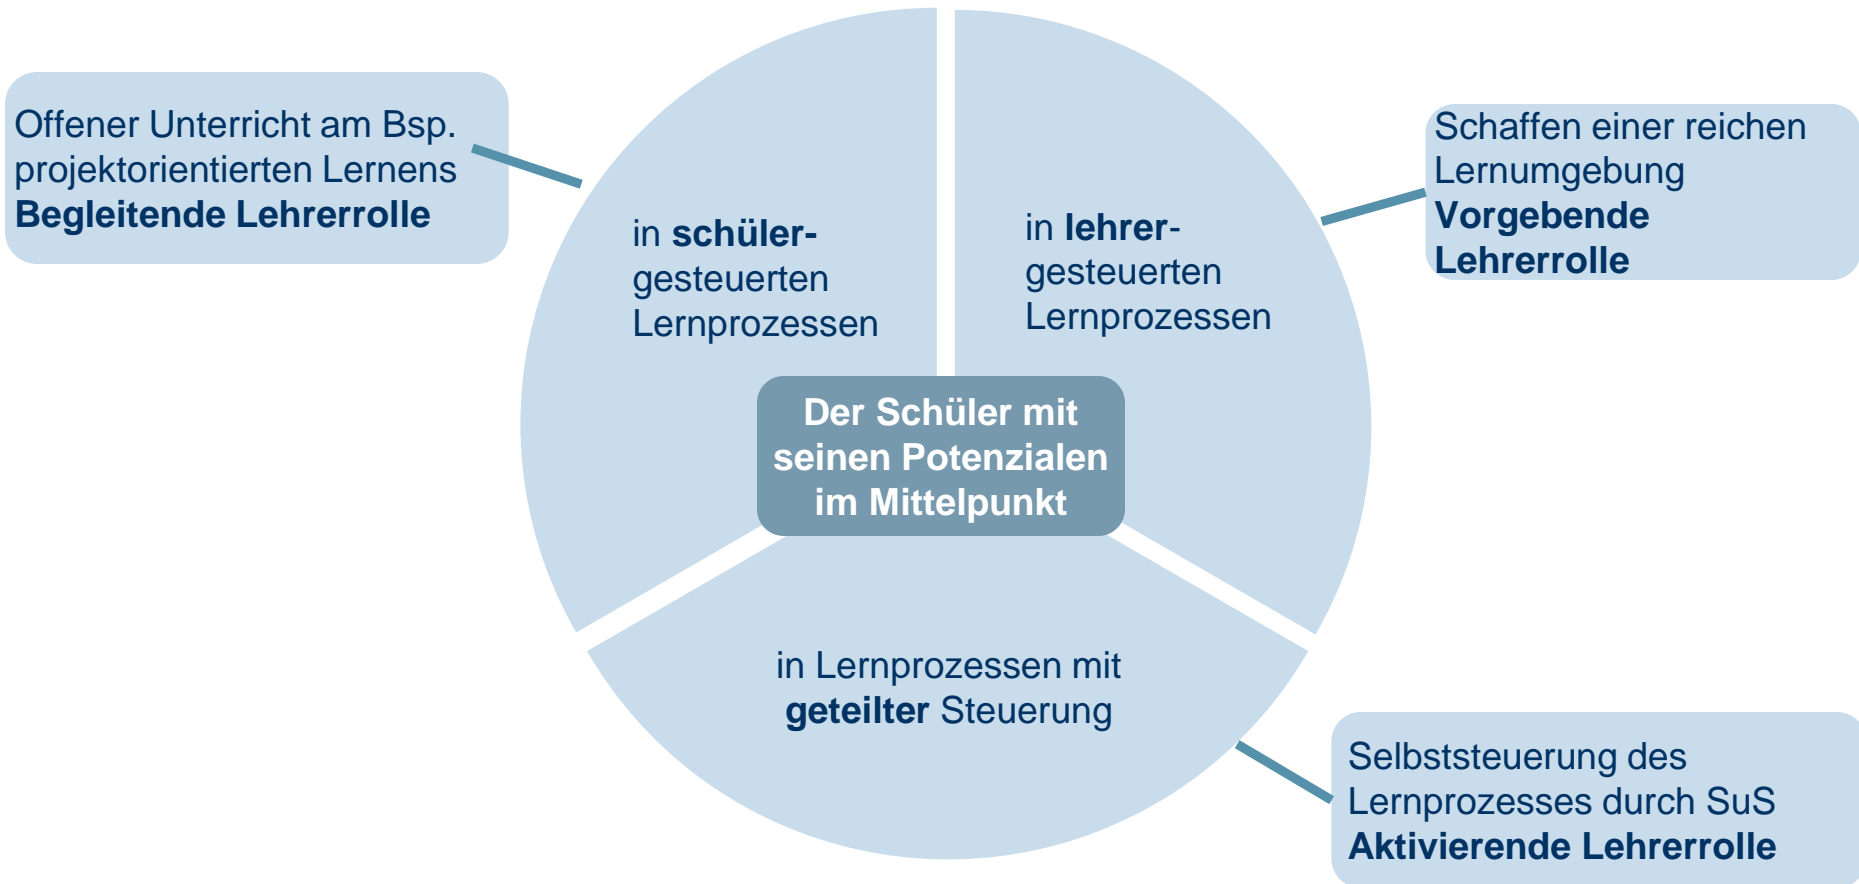 Offener Unterricht am Bsp.
projektorientierten Lernens
Begleitende Lehrerrolle
in schüler-
gesteuerten
Lernprozessen
in lehrer-
gesteuerten
Lernprozessen
Schaffen einer reichen
Lernumgebung
Vorgebende
Lehrerrolle
Der Schüler mit
seinen Potenzialen
im Mittelpunkt
in Lernprozessen mit
geteilter Steuerung
Selbststeuerung des
Lernprozesses durch SuS
Aktivierende Lehrerrolle